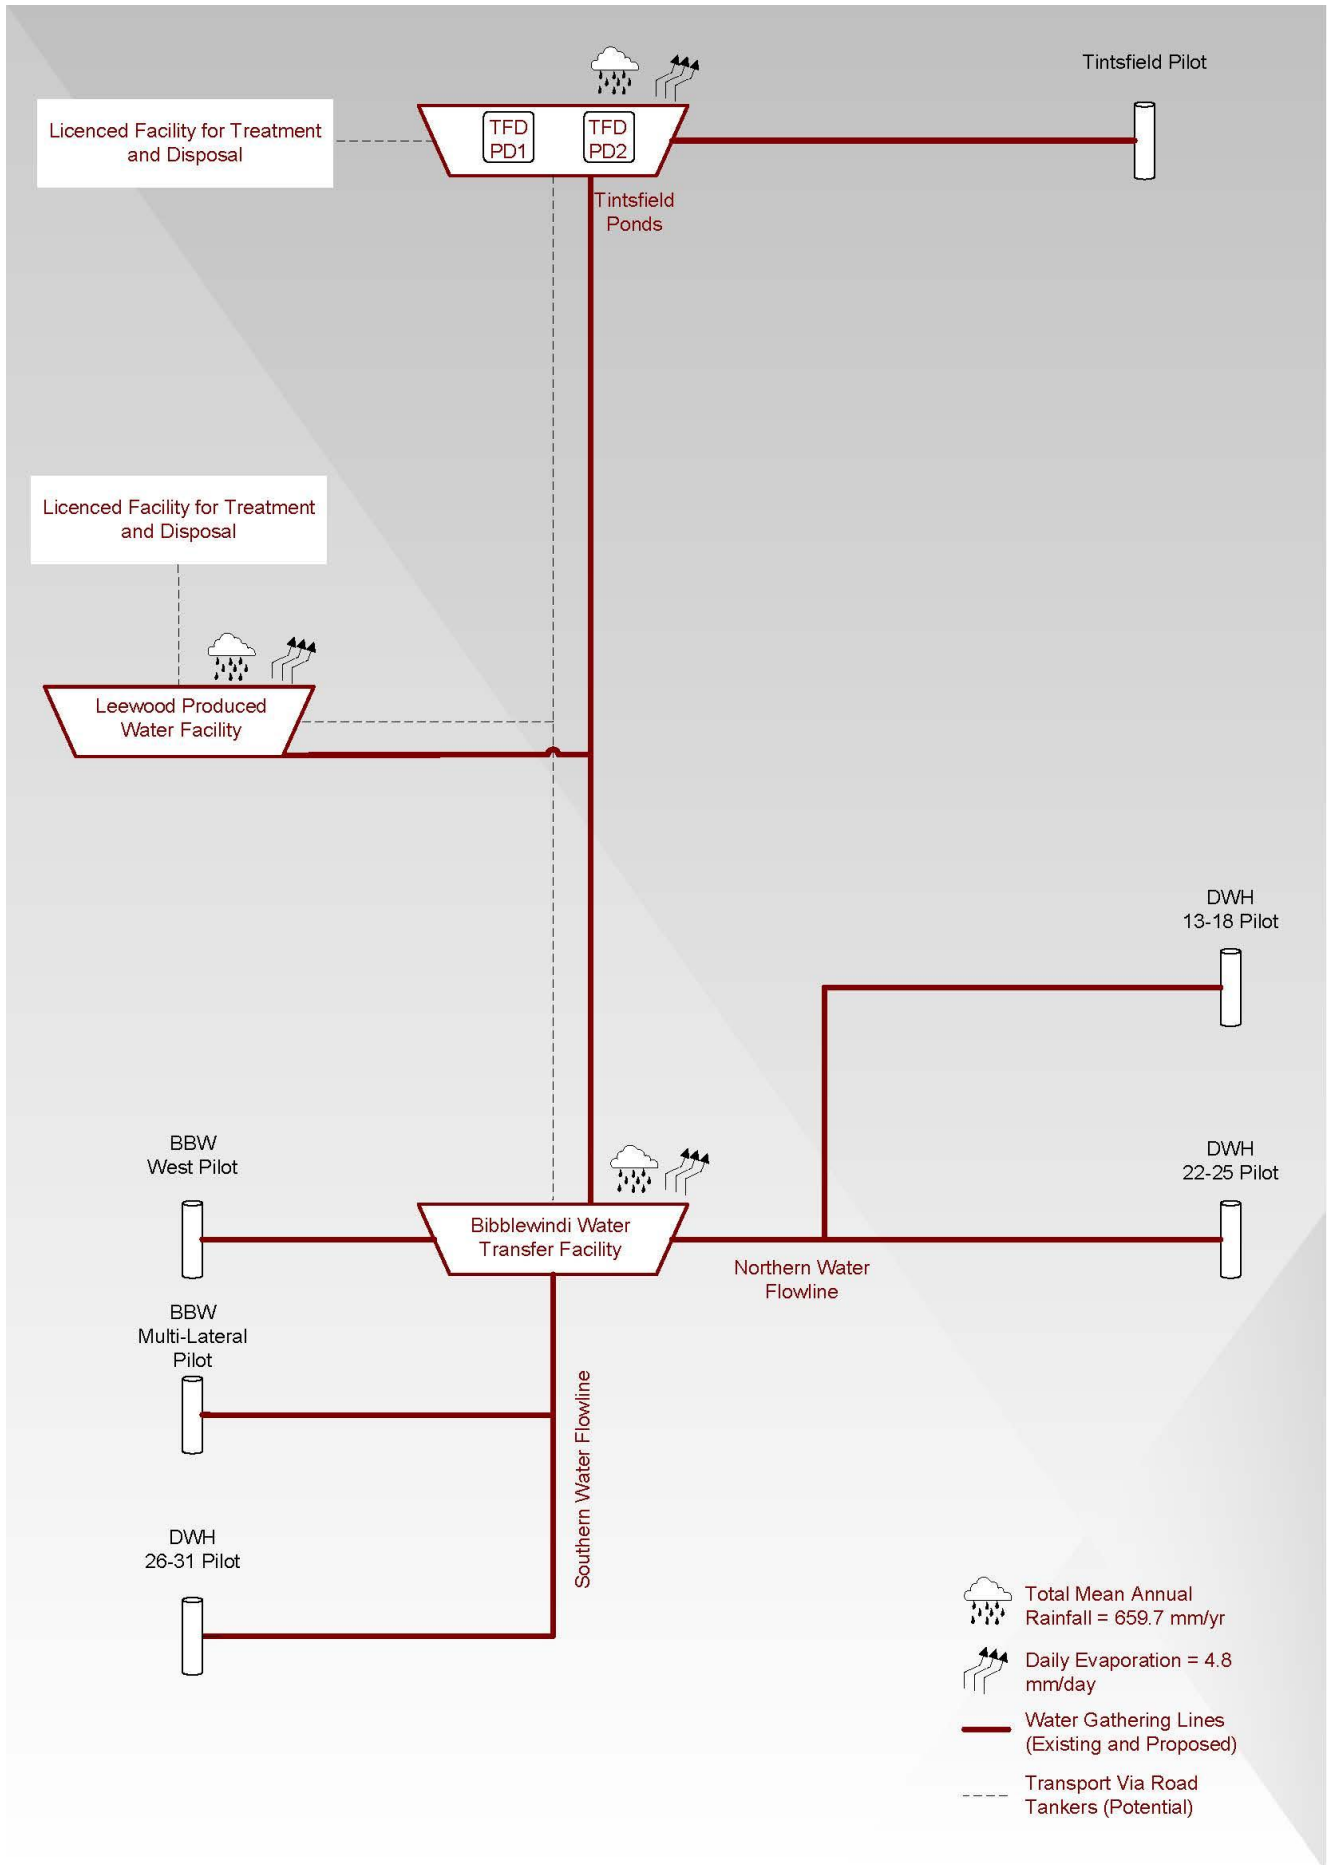 Tintsfield Pilot
Licenced Facility for Treatment
and Disposal
TFD
PD1
TFD
PD2
Tintsfield
Ponds
Licenced Facility for Treatment
and Disposal
Leewood Produced
Water Facility
DWH
13-18 Pilot
BBW
West Pilot
DWH
22-25 Pilot
Bibblewindi Water
Transfer Facility
Northern Water
Flowline
BBW
Multi-Lateral
Pilot
Southern Water Flowline
DWH
26-31 Pilot
Total Mean Annual
Rainfall = 659.7 mm/yr
Daily Evaporation = 4.8
mm/day
Water Gathering Lines
(Existing and Proposed)
Transport Via Road
Tankers (Potential)